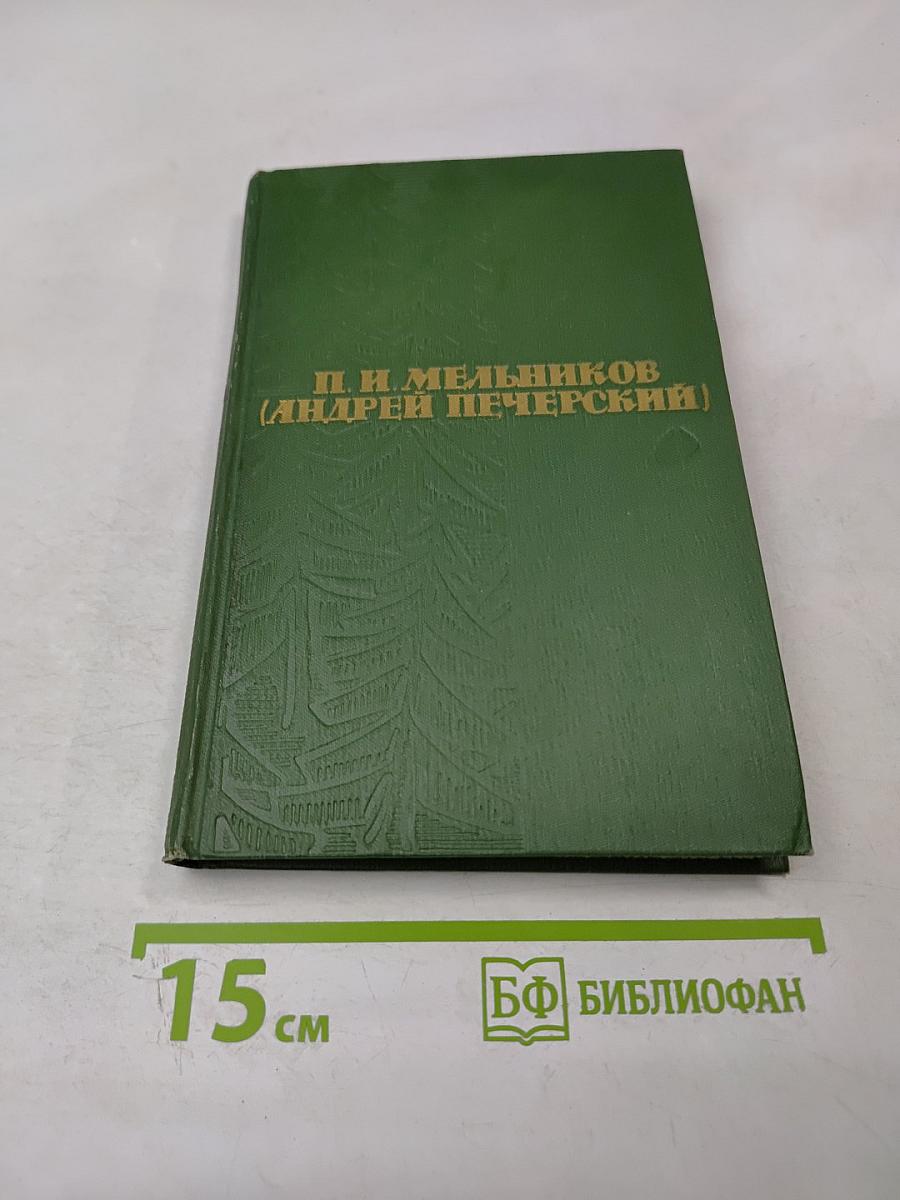 П. И. МЕЛЬНИКОВ
(АНДРЕЙ ПЕЧЕРСКИЙ)
15 см
БФ БИБЛИОФАН